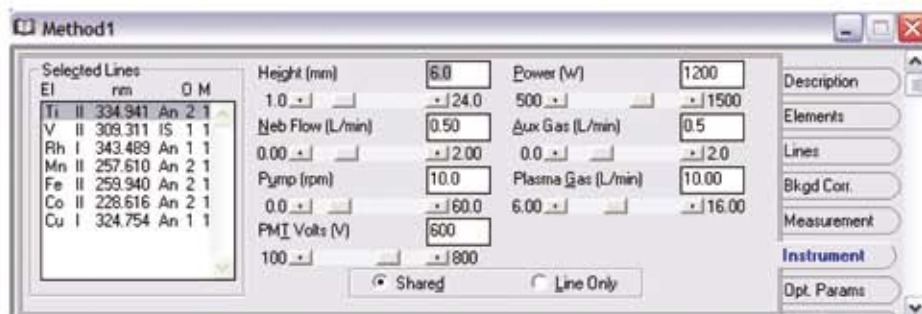 Method1
Selected Lines
El nm O M
Ti II 334.941 An 2 1
V II 309.311 IS 1 1
Rh I 343.489 An 1 1
Mn II 257.610 An 2 1
Fe II 259.940 An 2 1
Co II 228.616 An 2 1
Cu I 324.754 An 1 1
Height (mm) 6.0
1.0 24.0
Neb Flow (L/min) 0.50
0.00 2.00
Pump (rpm) 10.0
0.0 60.0
PMT Volts (V) 600
100 800
Power (W) 1200
500 1500
Aux Gas (L/min) 0.5
0.0 2.0
Plasma Gas (L/min) 10.00
6.00 16.00
Shared Line Only
Description
Elements
Lines
Bkgd Corr.
Measurement
Instrument
Opt. Params